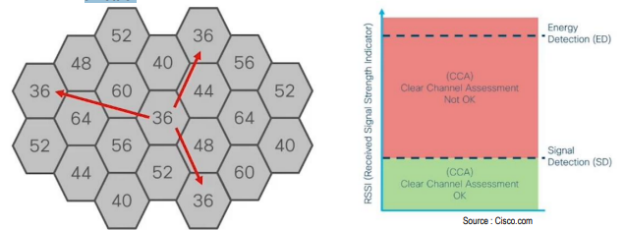 52 36
48 40 56
36 60 44 52
64 36 64
52 56 48 40
44 52 60
40 36
RSSI (Received Signal Strength Indicator)
Energy
Detection (ED)
(CCA)
Clear Channel Assessment
Not OK
Signal
Detection (SD)
(CCA)
Clear Channel Assessment
OK
Source : Cisco.com